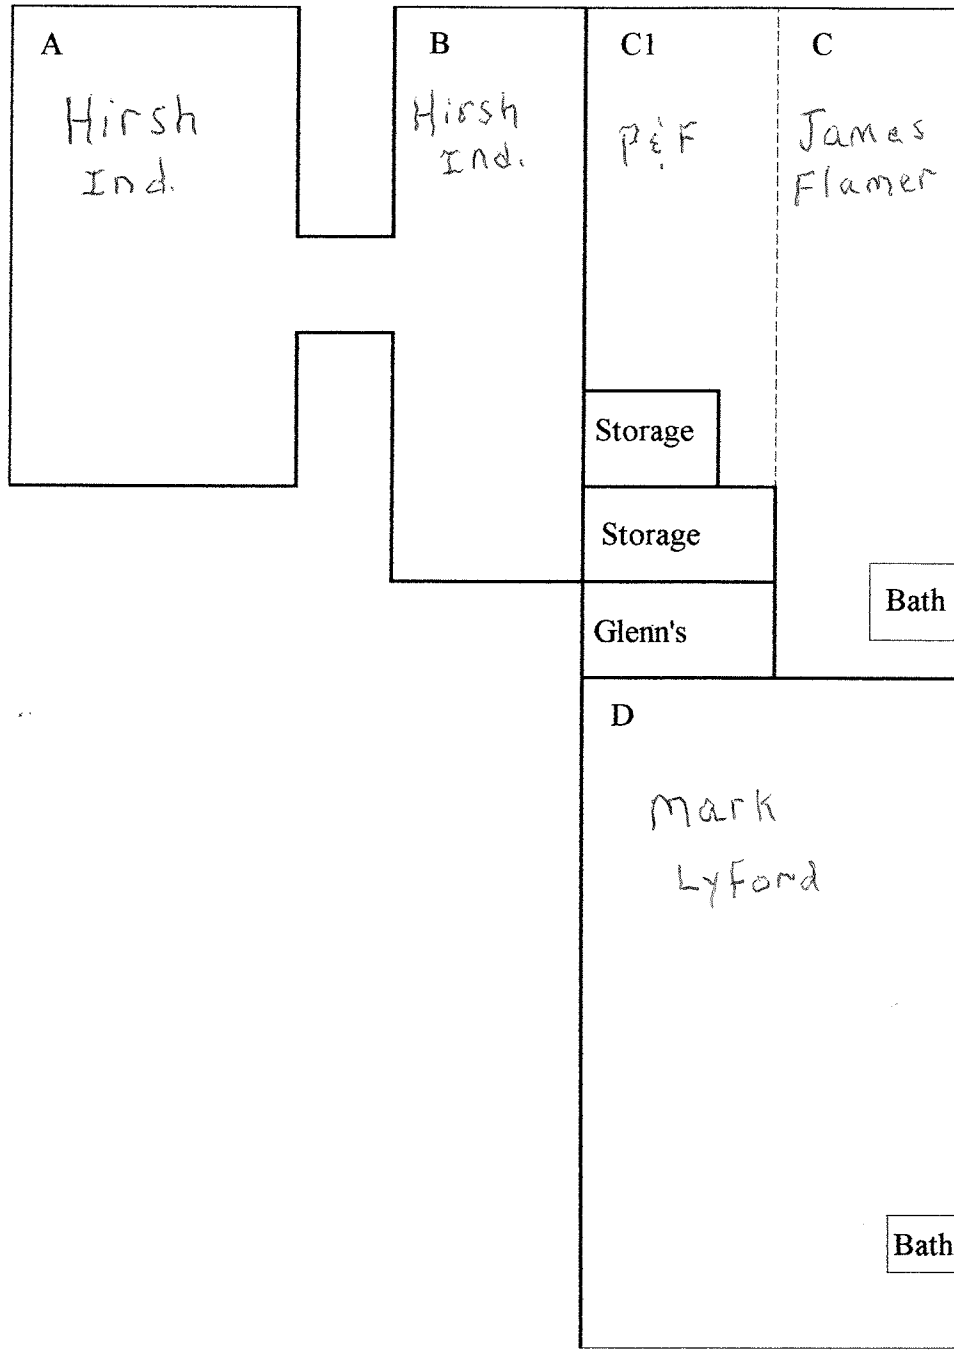 A
Hirsh
Ind.
B
Hirsh
Ind.
C1
P & F
C
James
Flamer
Storage
Storage
Glenn's
Bath
D
Mark
Lyford
Bath